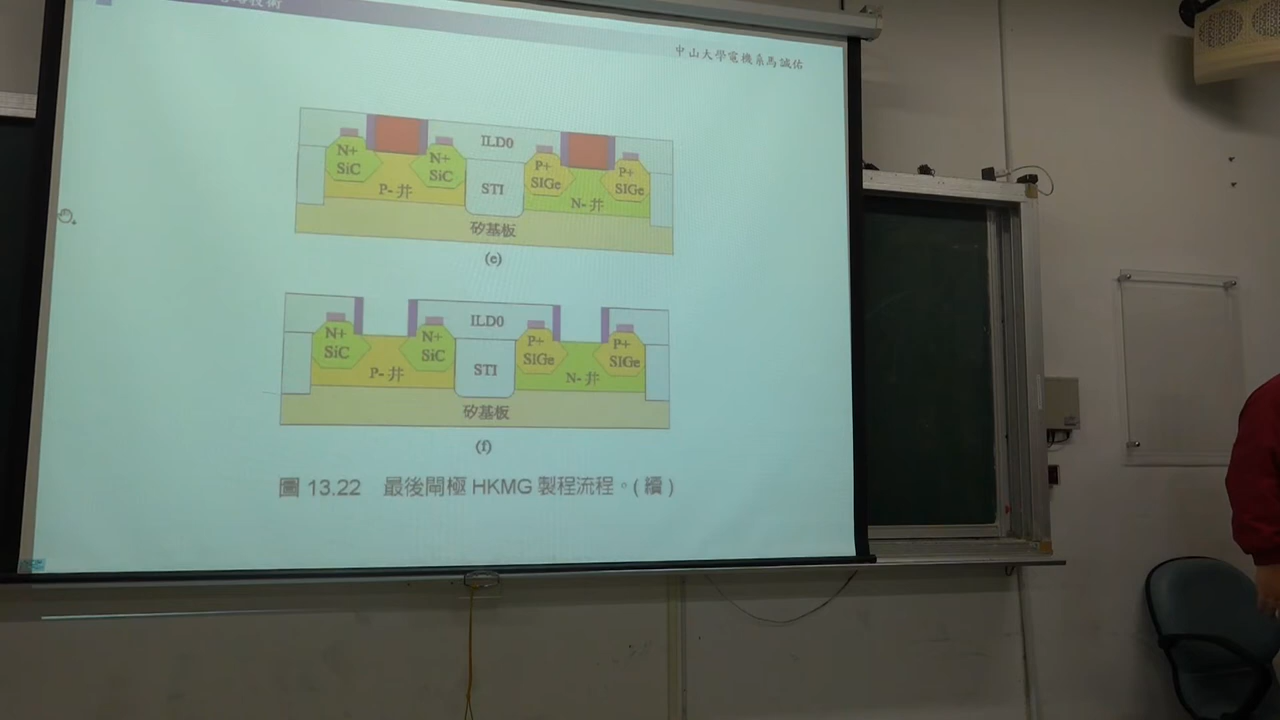 技術
中山大學電機系馬誠佑
ILD0
N+
SiC
N+
SiC
P+
SIGe
P+
SIGe
P-井
STI
N-井
矽基板
(e)
ILD0
N+
SiC
N+
SiC
P+
SIGe
P+
SIGe
P-井
STI
N-井
矽基板
(f)
圖 13.22 最後閘極 HKMG 製程流程。(續)